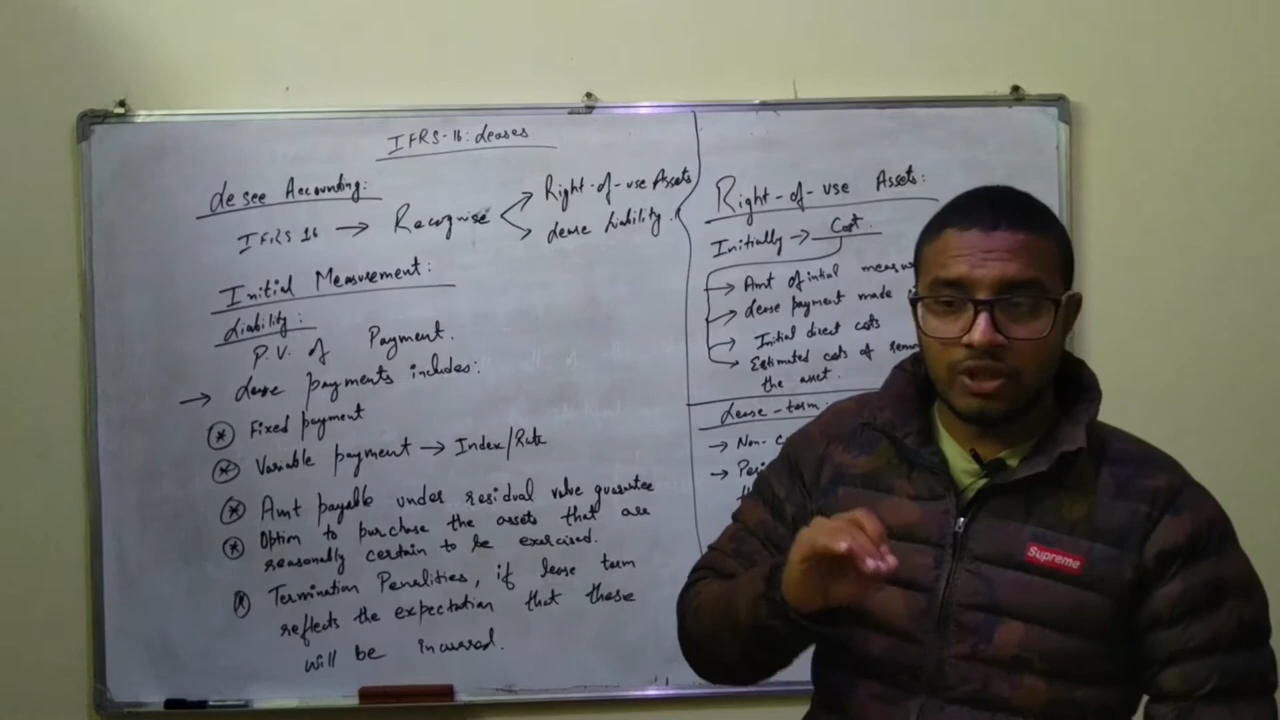 IFRS-16: Leases
Lesee Accounting:
IFRS 16 → Recognise
Right-of-use Assets
Lease Liability.
Initial Measurement:
Liability:
P.V. of Payment.
→ Lease payments includes:
* Fixed payment
* Variable payment → Index/Rate
* Amt payable under residual value guarantee
* Option to purchase the assets that are
reasonally certain to be exercised.
* Termination Penalities, if lease term
reflects the expectation that these
will be incurred.
Right-of-use Assets:
Initially → Cost.
→ Amt of intial
→ Lease payment made
→ Initial direct costs
→ Estimated costs of
the asset.
Lease-term:
→ Non-
→
Supreme